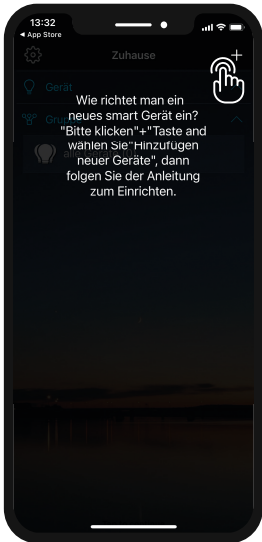 13:32
◀ App Store
Zuhause
Gerät
Wie richtet man ein
neues smart Gerät ein?
Gruppe
"Bitte klicken"+"Taste and
wählen Sie"Hinzufügen
neuer Geräte", dann
folgen Sie der Anleitung
zum Einrichten.